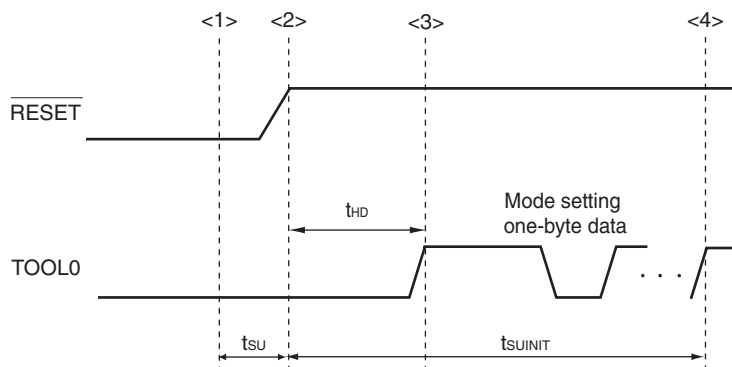 <1> <2> <3> <4>
RESET
tHD
Mode setting
one-byte data
TOOL0
. . .
tSU
tSUINIT